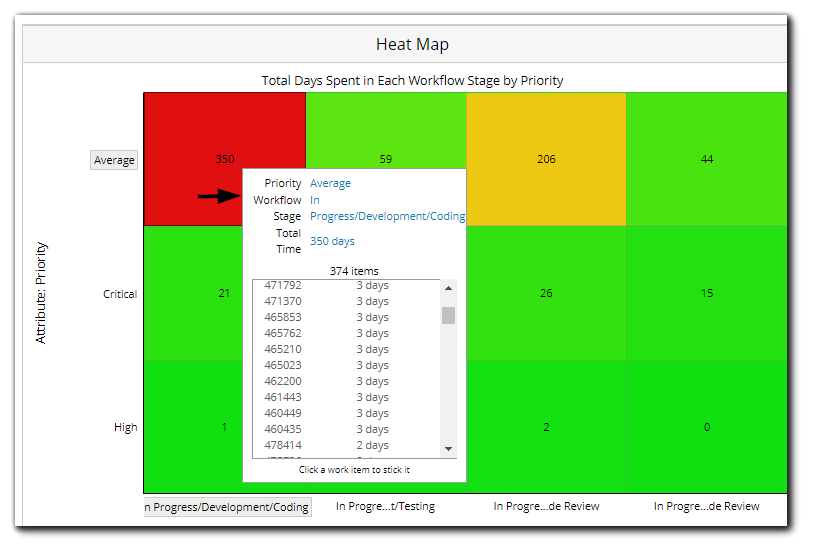 Heat Map
Total Days Spent in Each Workflow Stage by Priority
Attribute: Priority
Average
350
59
206
44
Priority Average
Workflow In
Stage Progress/Development/Coding
Total
Time 350 days
374 items
471792 3 days
471370 3 days
465853 3 days
465762 3 days
465210 3 days
465023 3 days
462200 3 days
461443 3 days
460449 3 days
460435 3 days
478414 2 days
Click a work item to stick it
Critical
21
26
15
High
1
2
0
n Progress/Development/Coding
In Progre...t/Testing
In Progre...de Review
In Progre...de Review